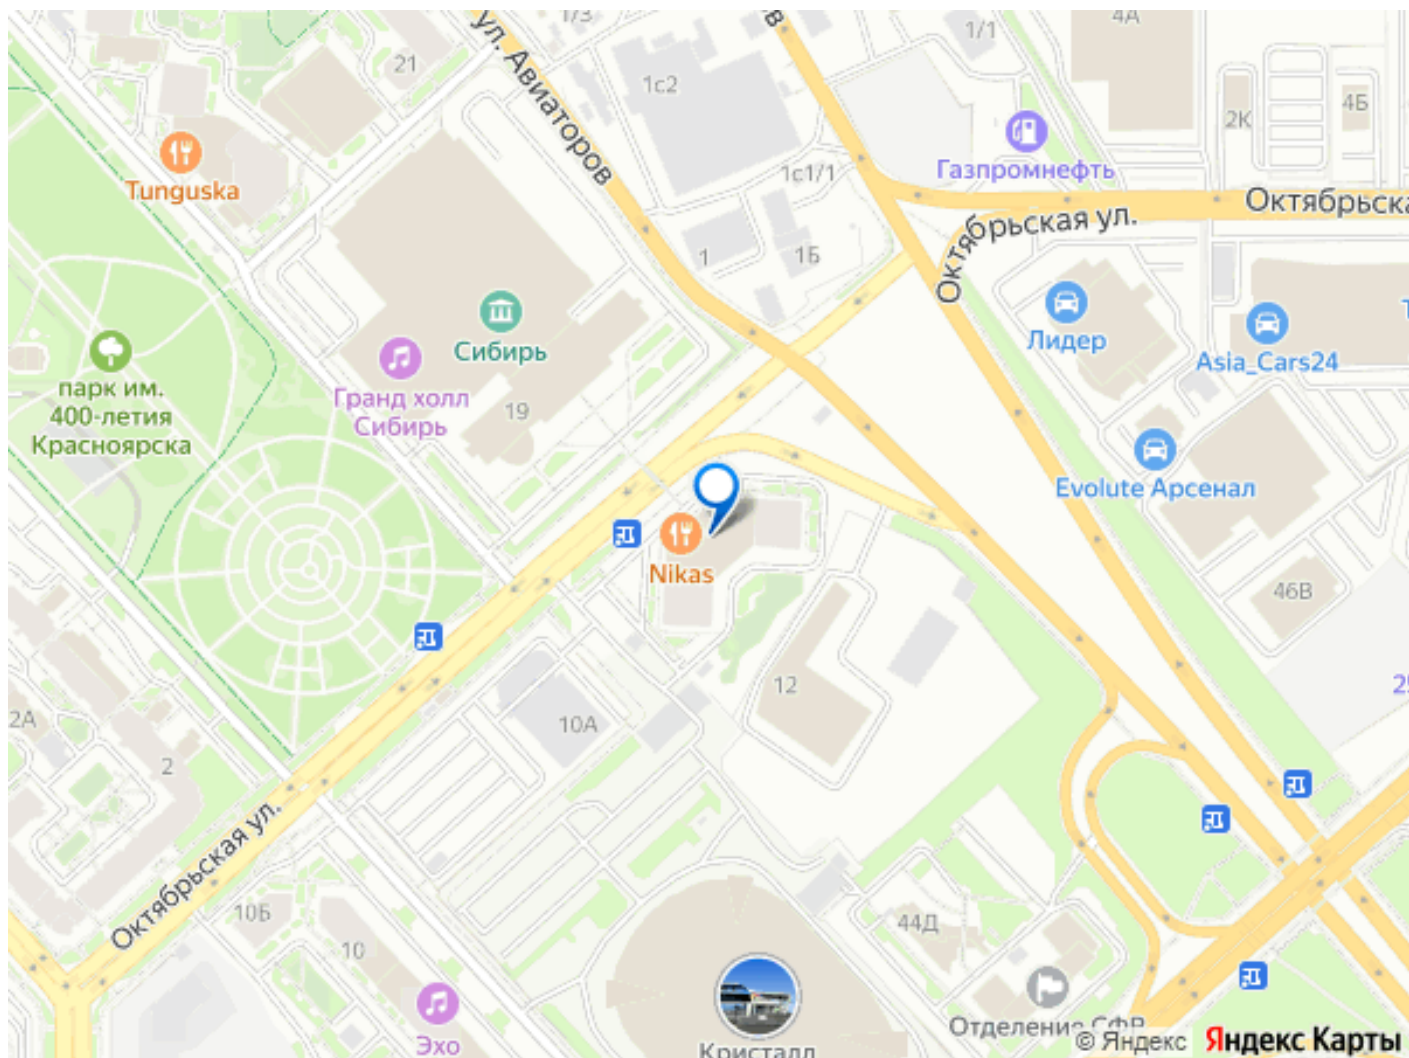 1/3
4А
1/1
21
ул. Авиаторов
1с2
2К
4Б
Газпромнефть
Tunguska
1с1/1
Октябрьска
Октябрьская ул.
1
1Б
Сибирь
Лидер
Asia_Cars24
парк им.
400-летия
Красноярска
Гранд холл
Сибирь
19
Evolute Арсенал
Nikas
46В
12
2А
10А
2
Октябрьская ул.
10Б
10
44Д
Эхо
Кристалл
Отделение СФР
© Яндекс Яндекс Карты